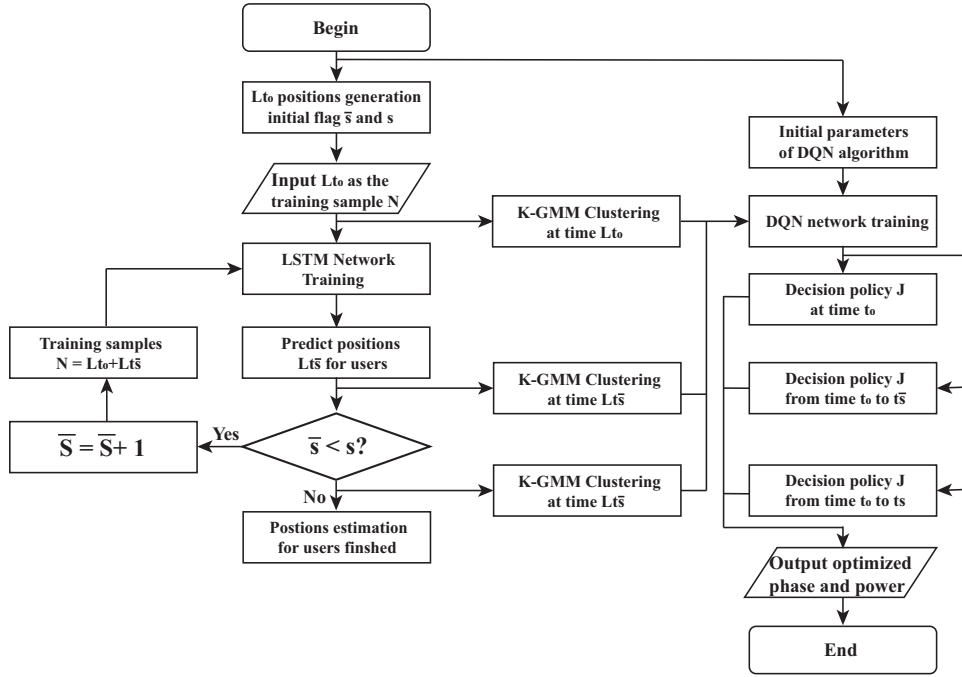 Begin
Lt₀ positions generation
initial flag s̅ and s
Input Lt₀ as the
training sample N
LSTM Network
Training
Predict positions
Lts̅ for users
s̅ < s?
Yes
No
S̅ = S̅+ 1
Training samples
N = Lt₀+Lts̅
Postions estimation
for users finshed
K-GMM Clustering
at time Lt₀
K-GMM Clustering
at time Lts̅
K-GMM Clustering
at time Lts̅
Initial parameters
of DQN algorithm
DQN network training
Decision policy J
at time t₀
Decision policy J
from time t₀ to ts̅
Decision policy J
from time t₀ to ts
Output optimized
phase and power
End